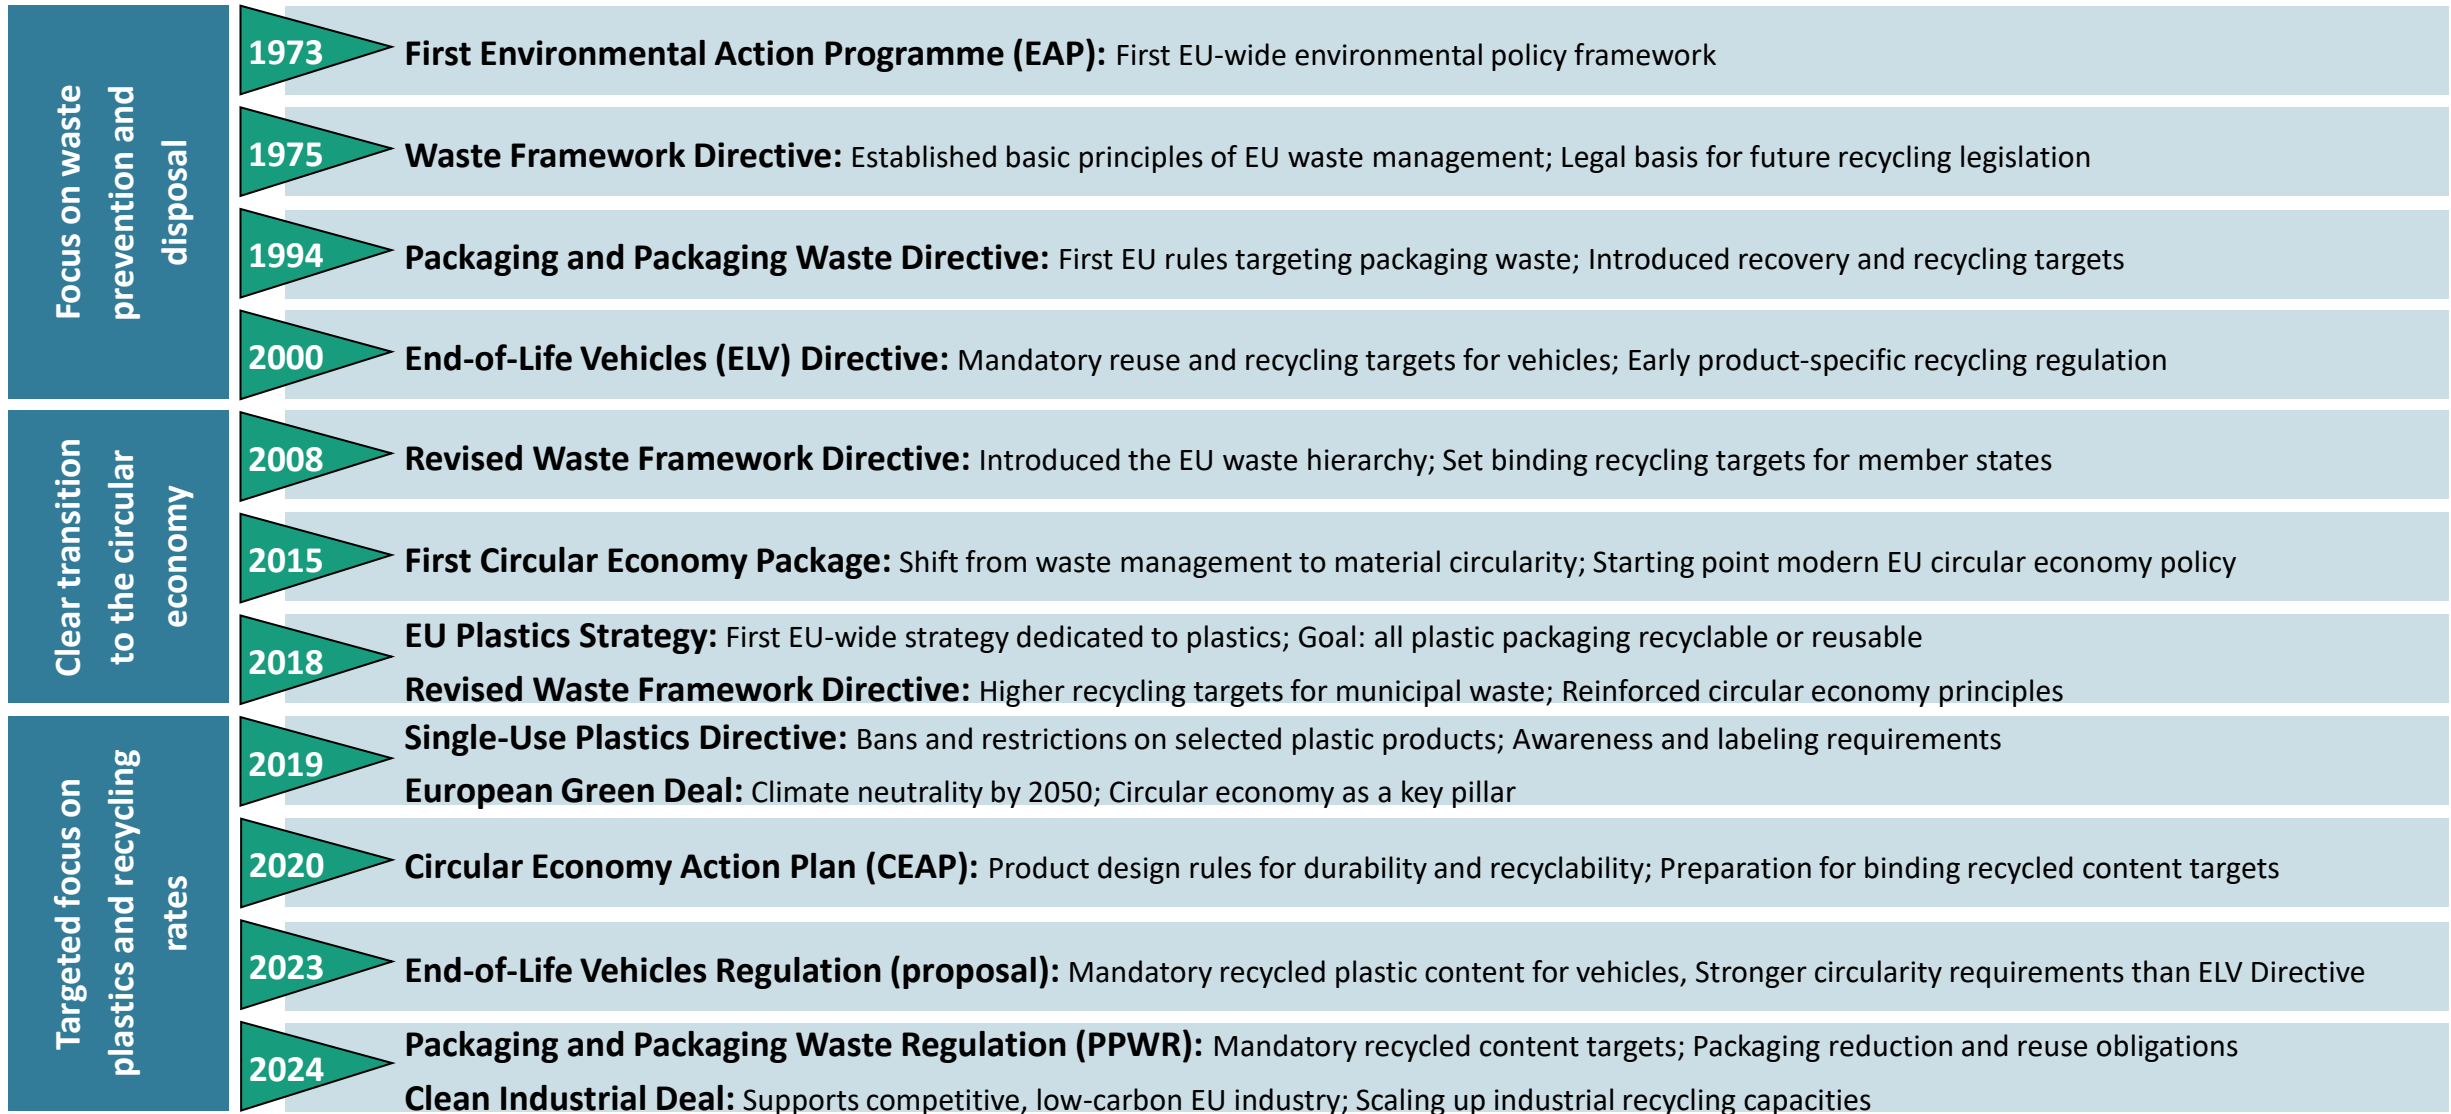 Focus on waste
prevention and
disposal
1973
First Environmental Action Programme (EAP): First EU-wide environmental policy framework
1975
Waste Framework Directive: Established basic principles of EU waste management; Legal basis for future recycling legislation
1994
Packaging and Packaging Waste Directive: First EU rules targeting packaging waste; Introduced recovery and recycling targets
2000
End-of-Life Vehicles (ELV) Directive: Mandatory reuse and recycling targets for vehicles; Early product-specific recycling regulation
Clear transition
to the circular
economy
2008
Revised Waste Framework Directive: Introduced the EU waste hierarchy; Set binding recycling targets for member states
2015
First Circular Economy Package: Shift from waste management to material circularity; Starting point modern EU circular economy policy
2018
EU Plastics Strategy: First EU-wide strategy dedicated to plastics; Goal: all plastic packaging recyclable or reusable
Revised Waste Framework Directive: Higher recycling targets for municipal waste; Reinforced circular economy principles
Targeted focus on
plastics and recycling
rates
2019
Single-Use Plastics Directive: Bans and restrictions on selected plastic products; Awareness and labeling requirements
European Green Deal: Climate neutrality by 2050; Circular economy as a key pillar
2020
Circular Economy Action Plan (CEAP): Product design rules for durability and recyclability; Preparation for binding recycled content targets
2023
End-of-Life Vehicles Regulation (proposal): Mandatory recycled plastic content for vehicles, Stronger circularity requirements than ELV Directive
2024
Packaging and Packaging Waste Regulation (PPWR): Mandatory recycled content targets; Packaging reduction and reuse obligations
Clean Industrial Deal: Supports competitive, low-carbon EU industry; Scaling up industrial recycling capacities